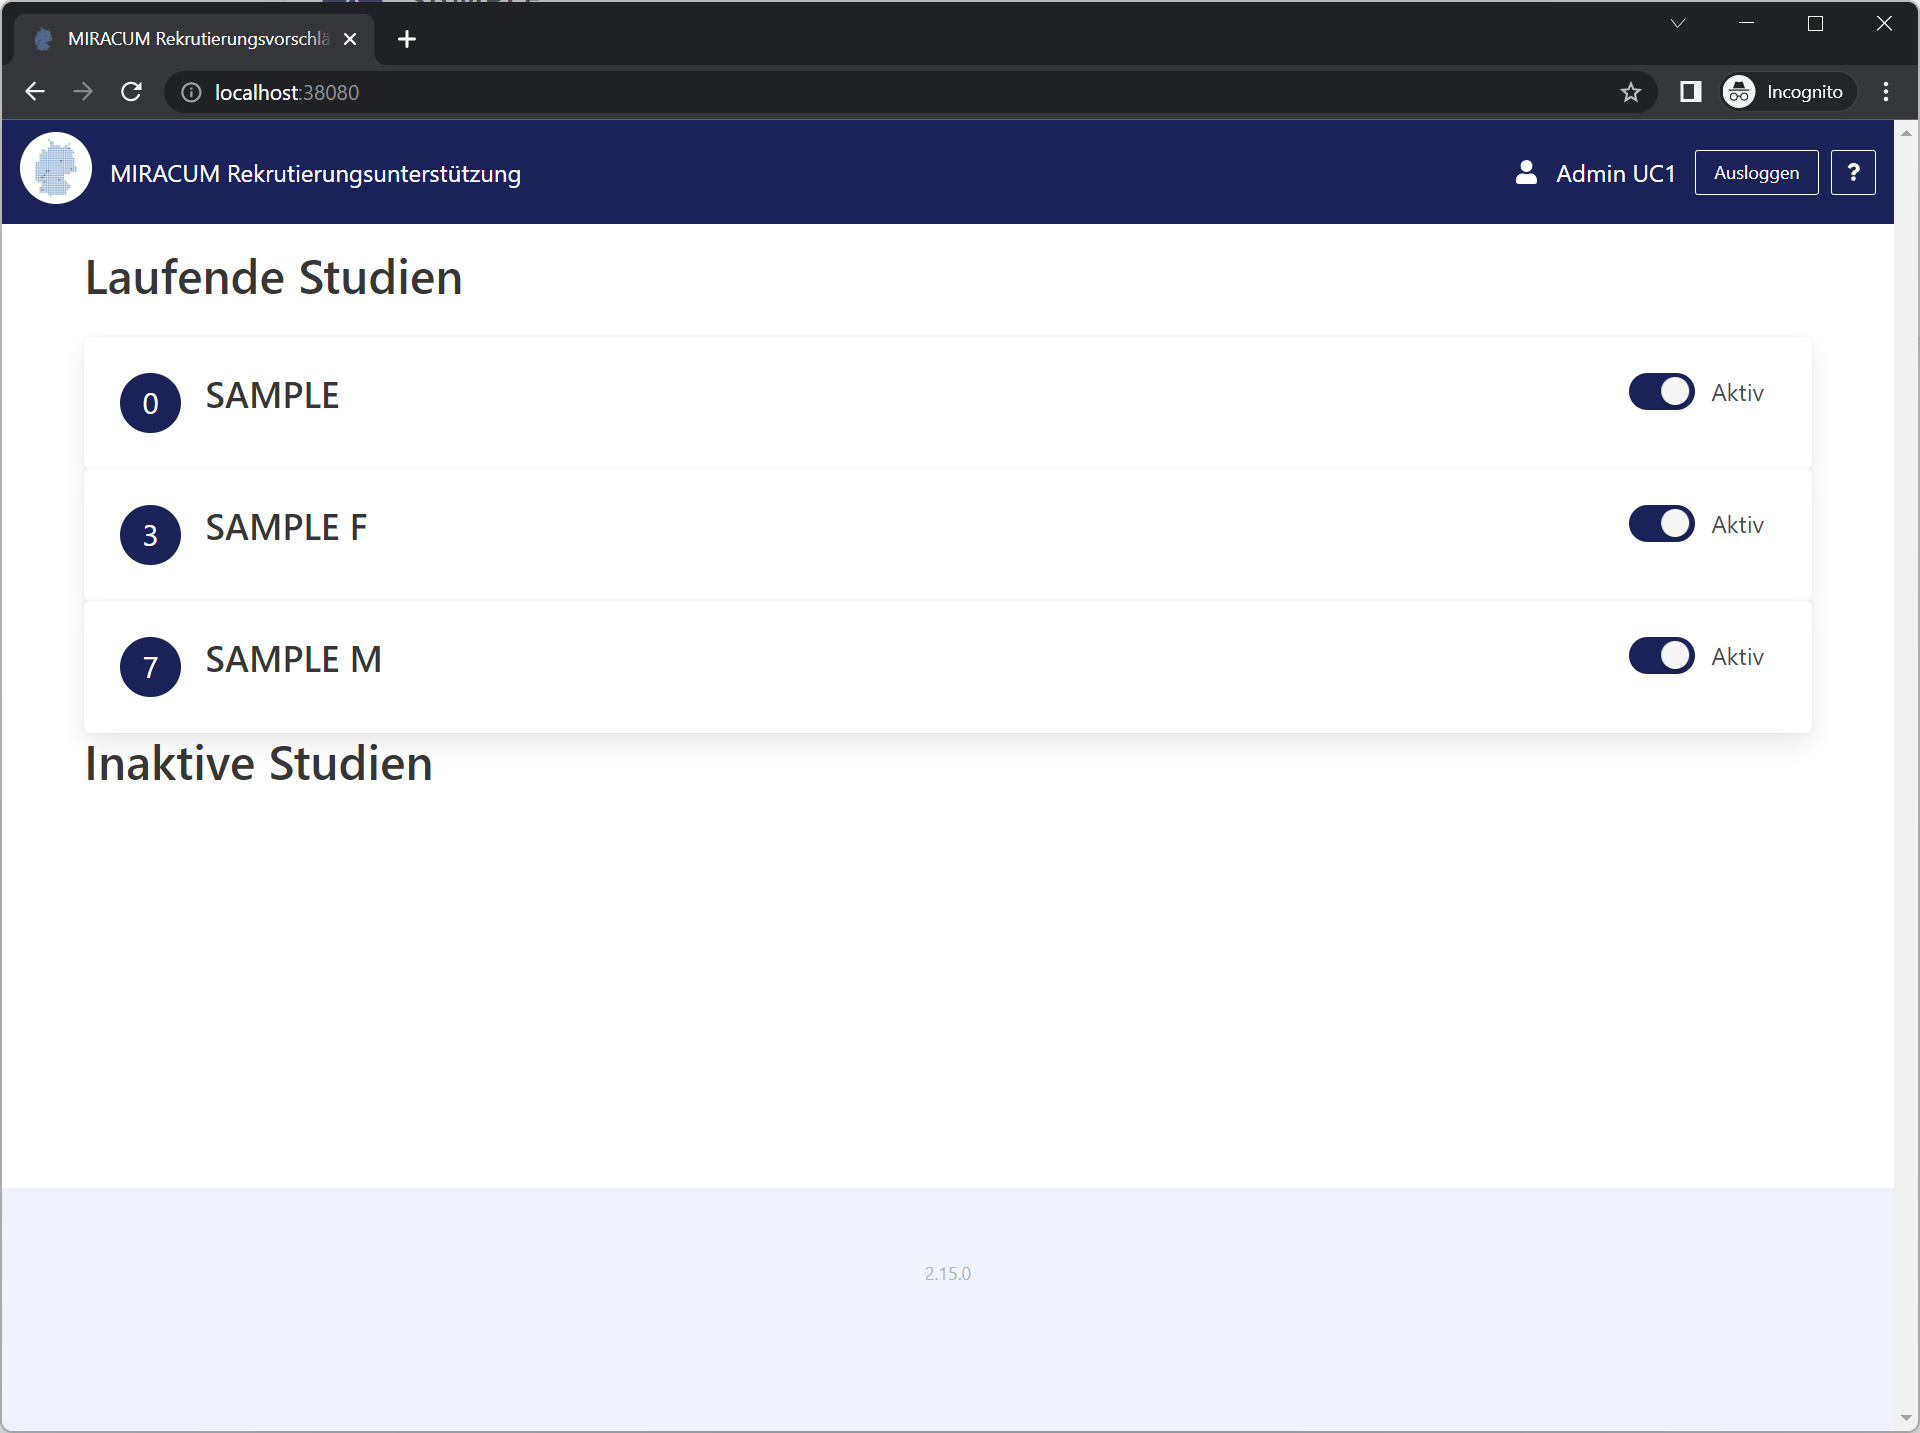 MIRACUM Rekrutierungsvorschlä
localhost:38080
Incognito
MIRACUM Rekrutierungsunterstützung
Admin UC1
Ausloggen
?
Laufende Studien
0 SAMPLE
Aktiv
3 SAMPLE F
Aktiv
7 SAMPLE M
Aktiv
Inaktive Studien
2.15.0